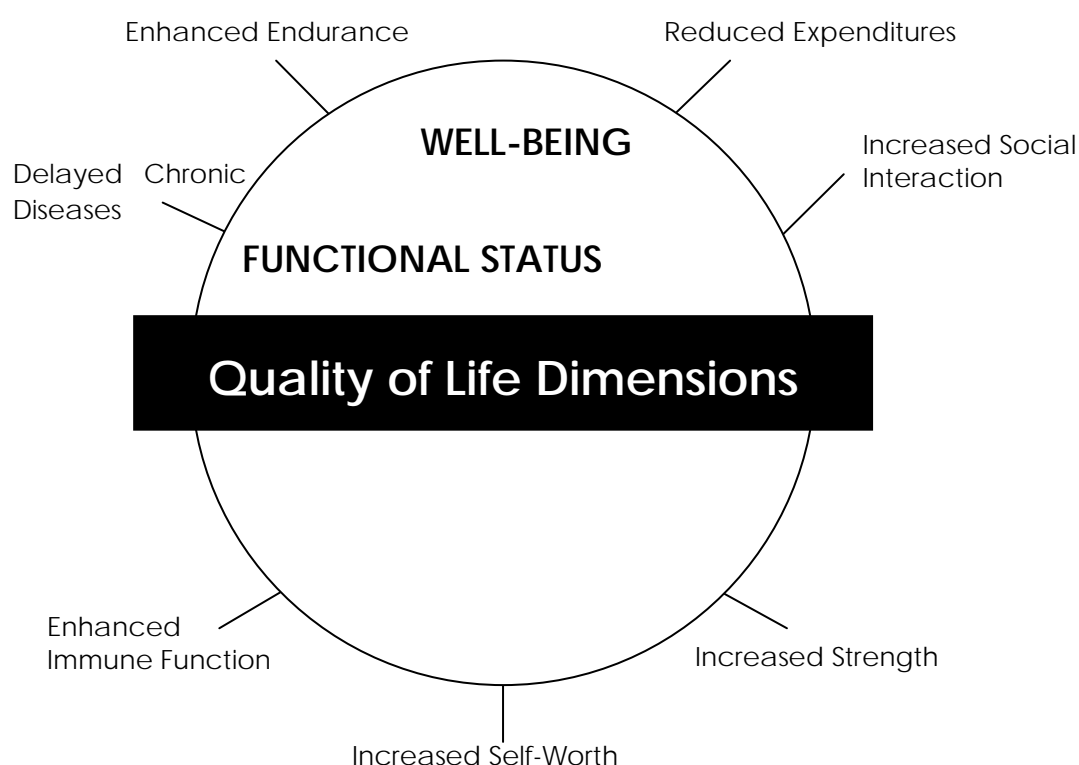 Enhanced Endurance
Reduced Expenditures
WELL-BEING
Increased Social
Interaction
Delayed Chronic
Diseases
FUNCTIONAL STATUS
Quality of Life Dimensions
Enhanced
Immune Function
Increased Strength
Increased Self-Worth